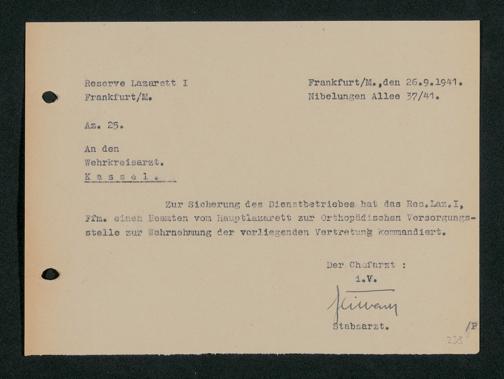 Reserve Lazarett I
Frankfurt/M.
Frankfurt/M.,den 26.9.1941.
Nibelungen Allee 37/41.
Az. 25.
An den
Wehrkreisarzt.
K a s s e l .
Zur Sicherung des Dienstbetriebes hat das Res.Laz.I,
Ffm. einen Beamten vom Hauptlazarett zur Orthopädischen Versorgungs-
stelle zur Wahrnehmung der vorliegenden Vertretung kommandiert.
Der Chefarzt :
i.V.
Stabsarzt.
/P
238